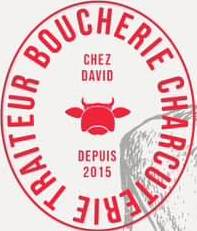 BOUCHERIE CHARCUTERIE TRAITEUR
CHEZ
DAVID
DEPUIS
2015